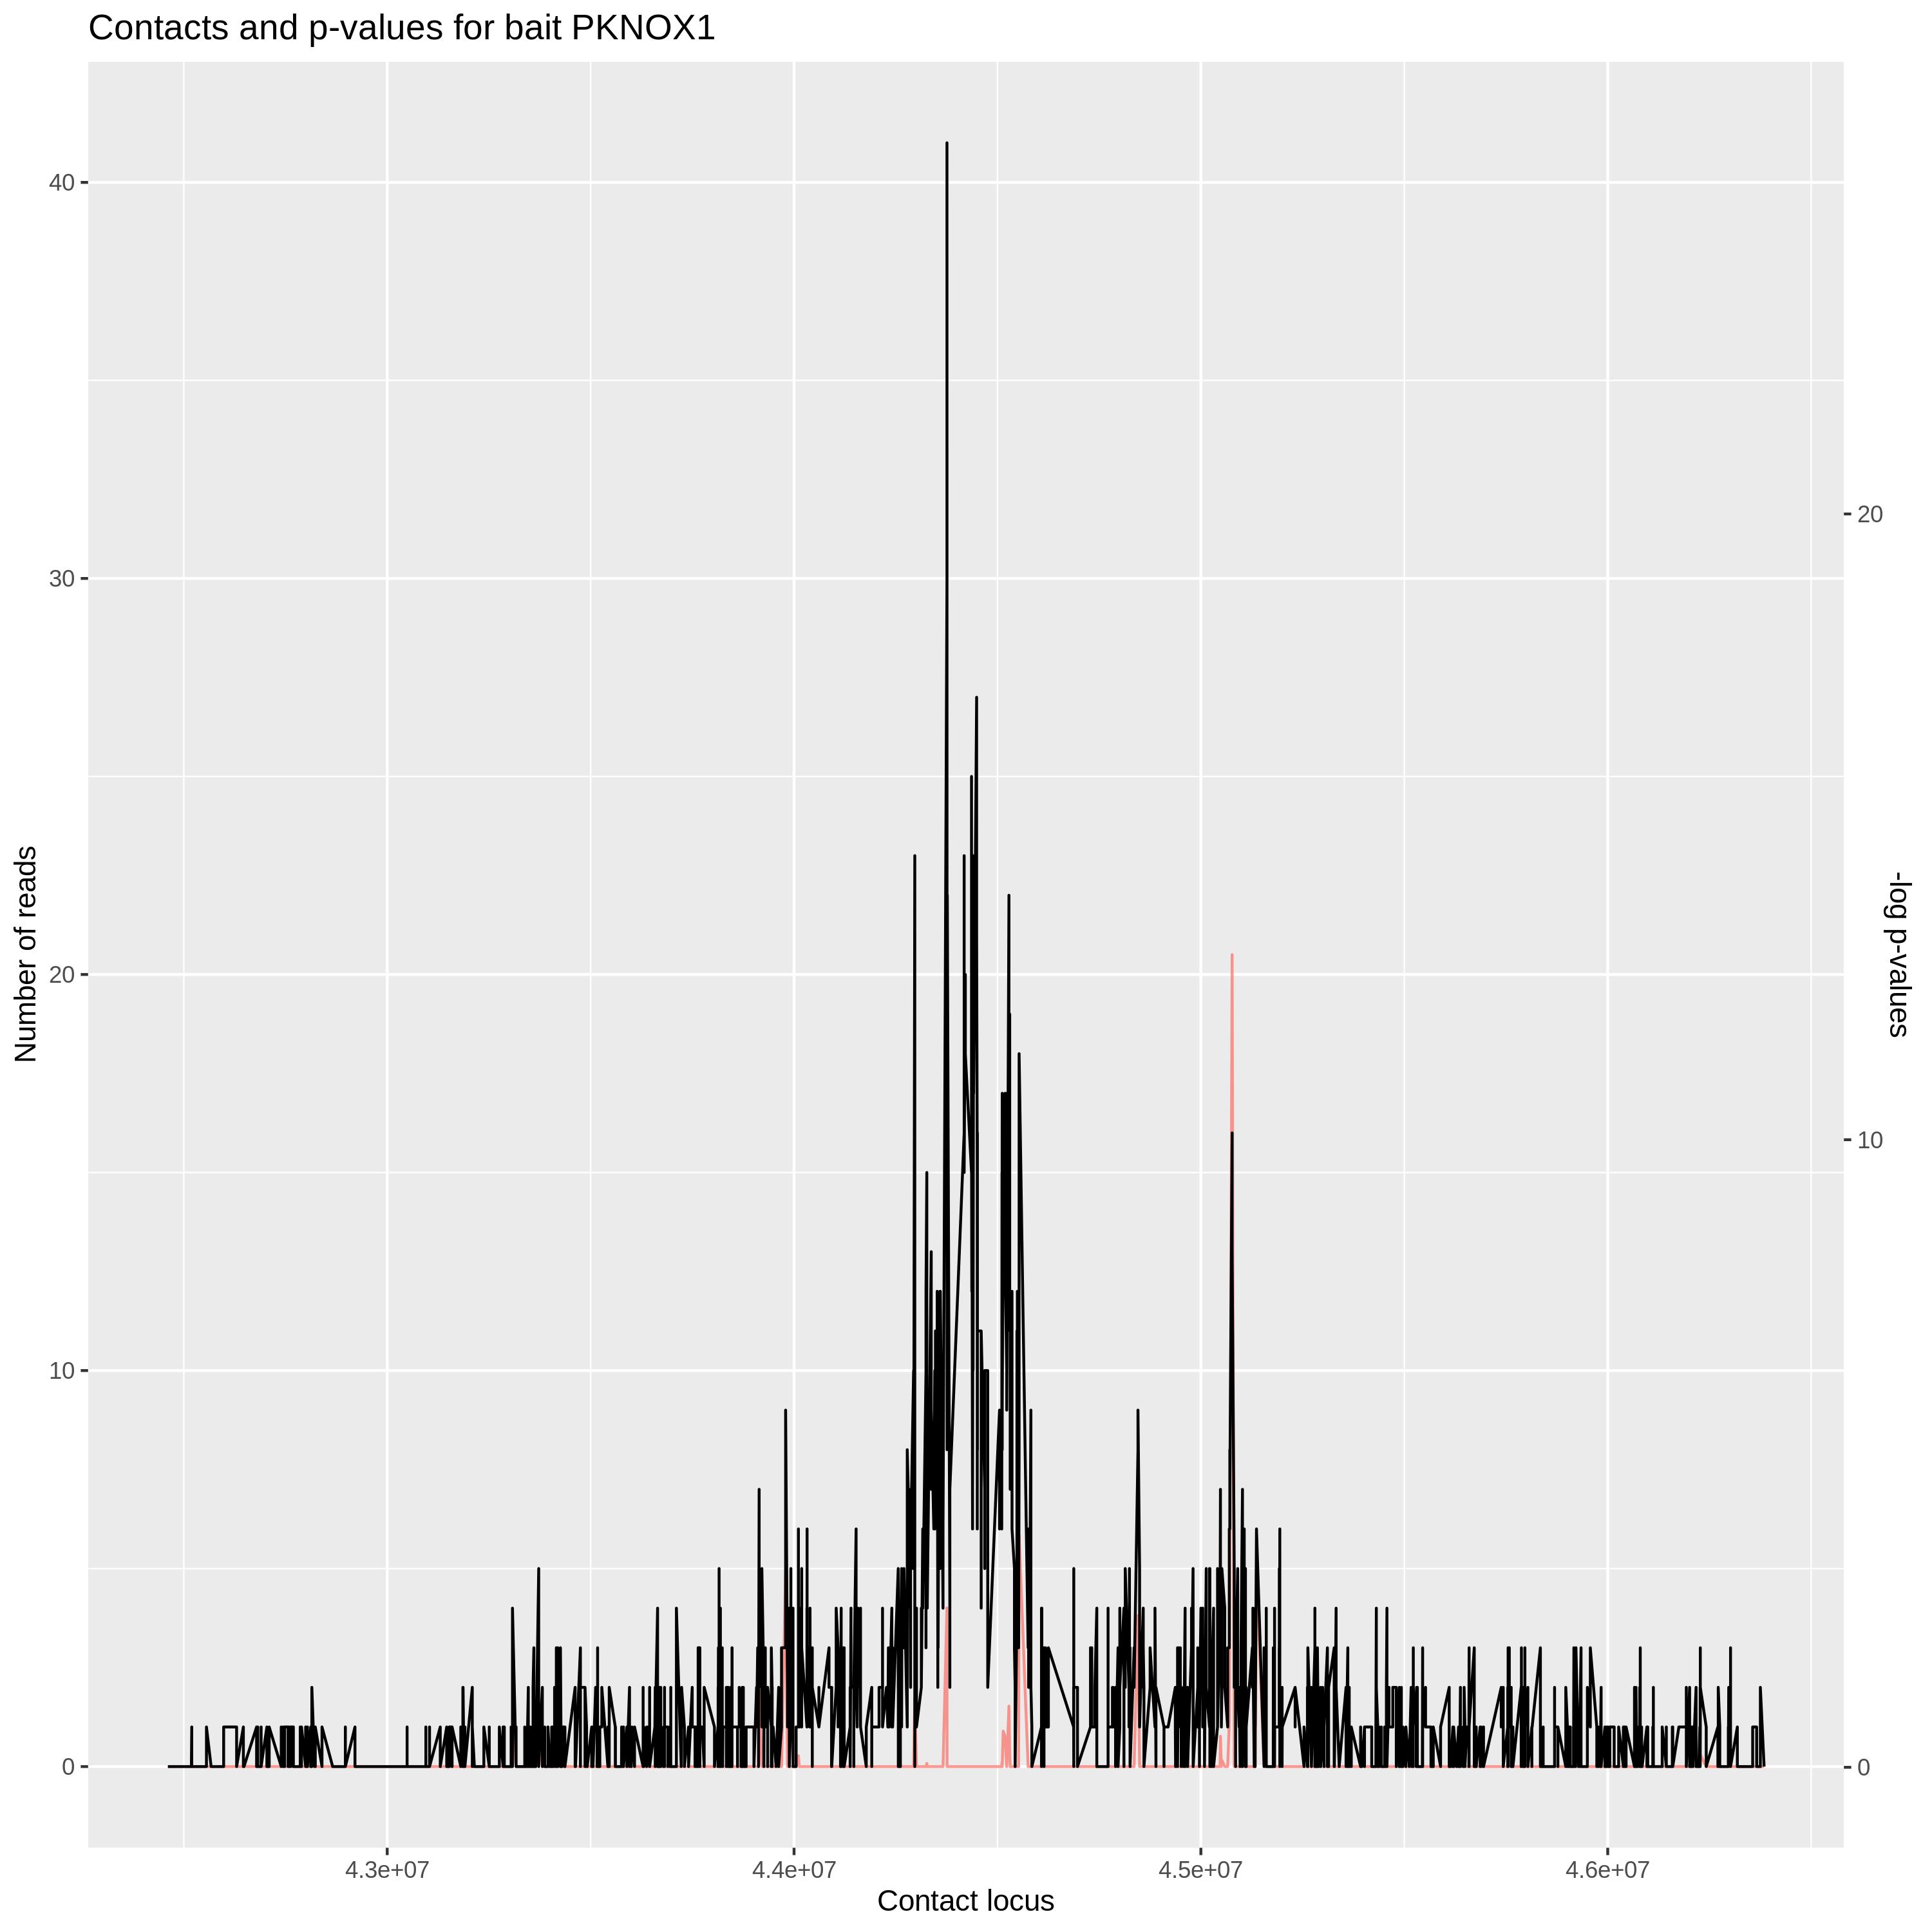 Contacts and p-values for bait PKNOX1
40
30
20
10
0
Number of reads
20
10
0
-log p-values
4.3e+07
4.4e+07
4.5e+07
4.6e+07
Contact locus